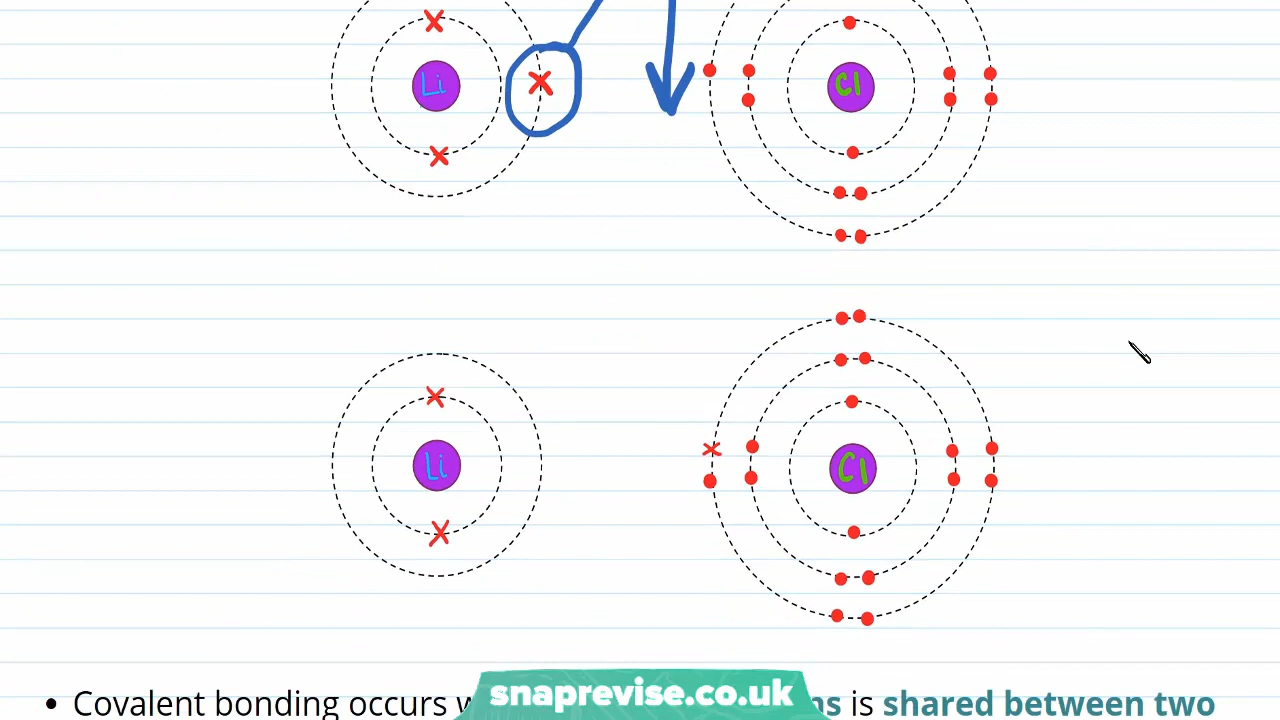 Li
Cl
Li
Cl
• Covalent bonding occurs w
ns is shared between two
snaprevise.co.uk